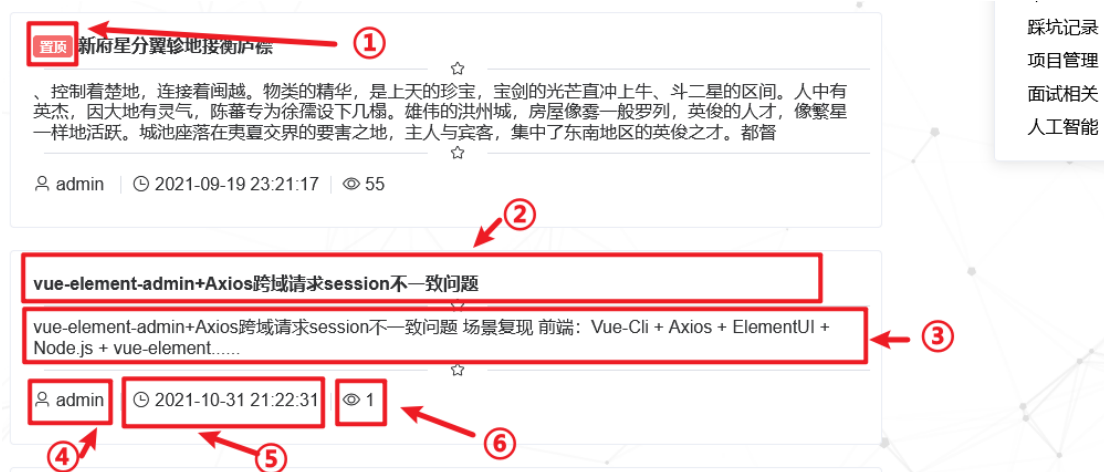 置顶 新府星分翼轸地接衡庐襟
①
、控制着楚地，连接着闽越。物类的精华，是上天的珍宝，宝剑的光芒直冲上牛、斗二星的区间。人中有
英杰，因大地有灵气，陈蕃专为徐孺设下几榻。雄伟的洪州城，房屋像雾一般罗列，英俊的人才，像繁星
一样地活跃。城池座落在夷夏交界的要害之地，主人与宾客，集中了东南地区的英俊之才。都督
admin 2021-09-19 23:21:17 55
②
vue-element-admin+Axios跨域请求session不一致问题
vue-element-admin+Axios跨域请求session不一致问题 场景复现 前端：Vue-Cli + Axios + ElementUI +
Node.js + vue-element......
③
admin 2021-10-31 21:22:31 1
④
⑤
⑥
踩坑记录
项目管理
面试相关
人工智能